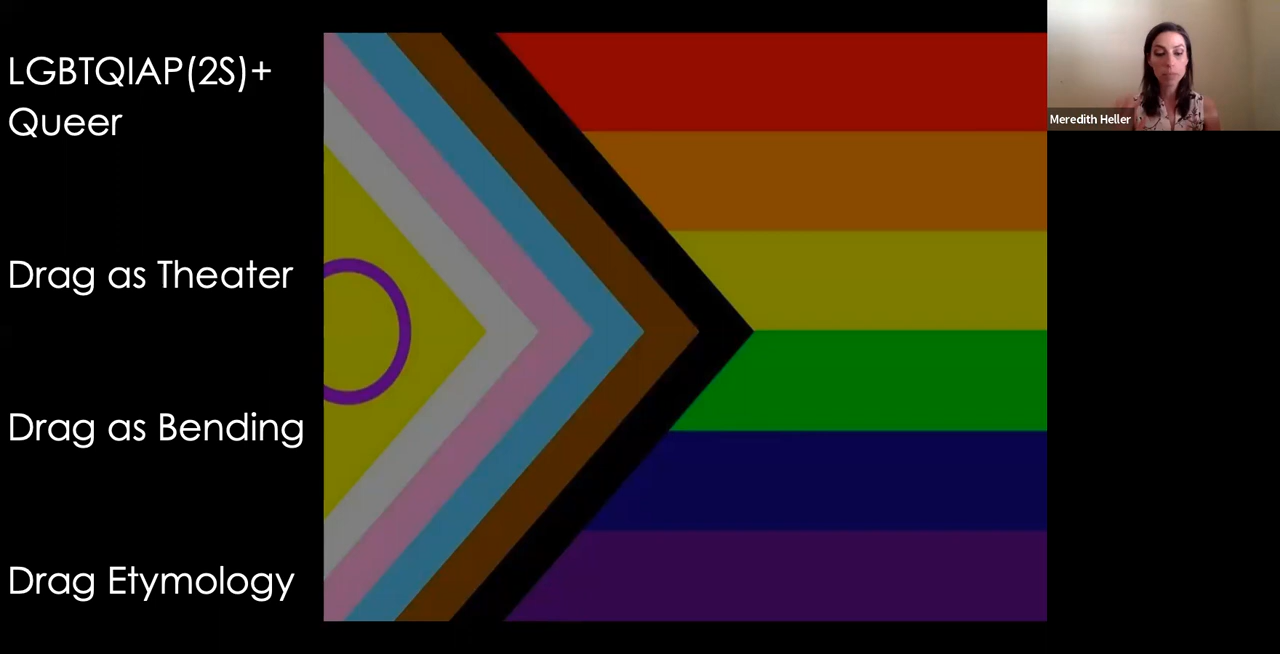 LGBTQIAP(2S)+
Queer
Drag as Theater
Drag as Bending
Drag Etymology
Meredith Heller